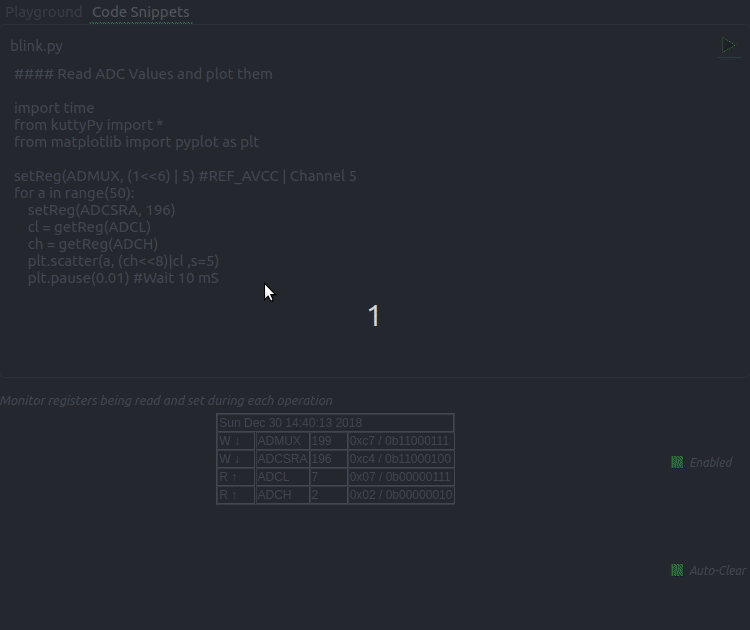 Playground Code Snippets
blink.py
#### Read ADC Values and plot them
import time
from kuttyPy import *
from matplotlib import pyplot as plt
setReg(ADMUX, (1<<6) | 5) #REF_AVCC | Channel 5
for a in range(50):
    setReg(ADCSRA, 196)
    cl = getReg(ADCL)
    ch = getReg(ADCH)
    plt.scatter(a, (ch<<8)|cl ,s=5)
    plt.pause(0.01) #Wait 10 mS
1
Monitor registers being read and set during each operation
Sun Dec 30 14:40:13 2018
W ↓ ADMUX 199 0xc7 / 0b11000111
W ↓ ADCSRA 196 0xc4 / 0b11000100
Enabled
R ↑ ADCL 7 0x07 / 0b00000111
R ↑ ADCH 2 0x02 / 0b00000010
Auto-Clear